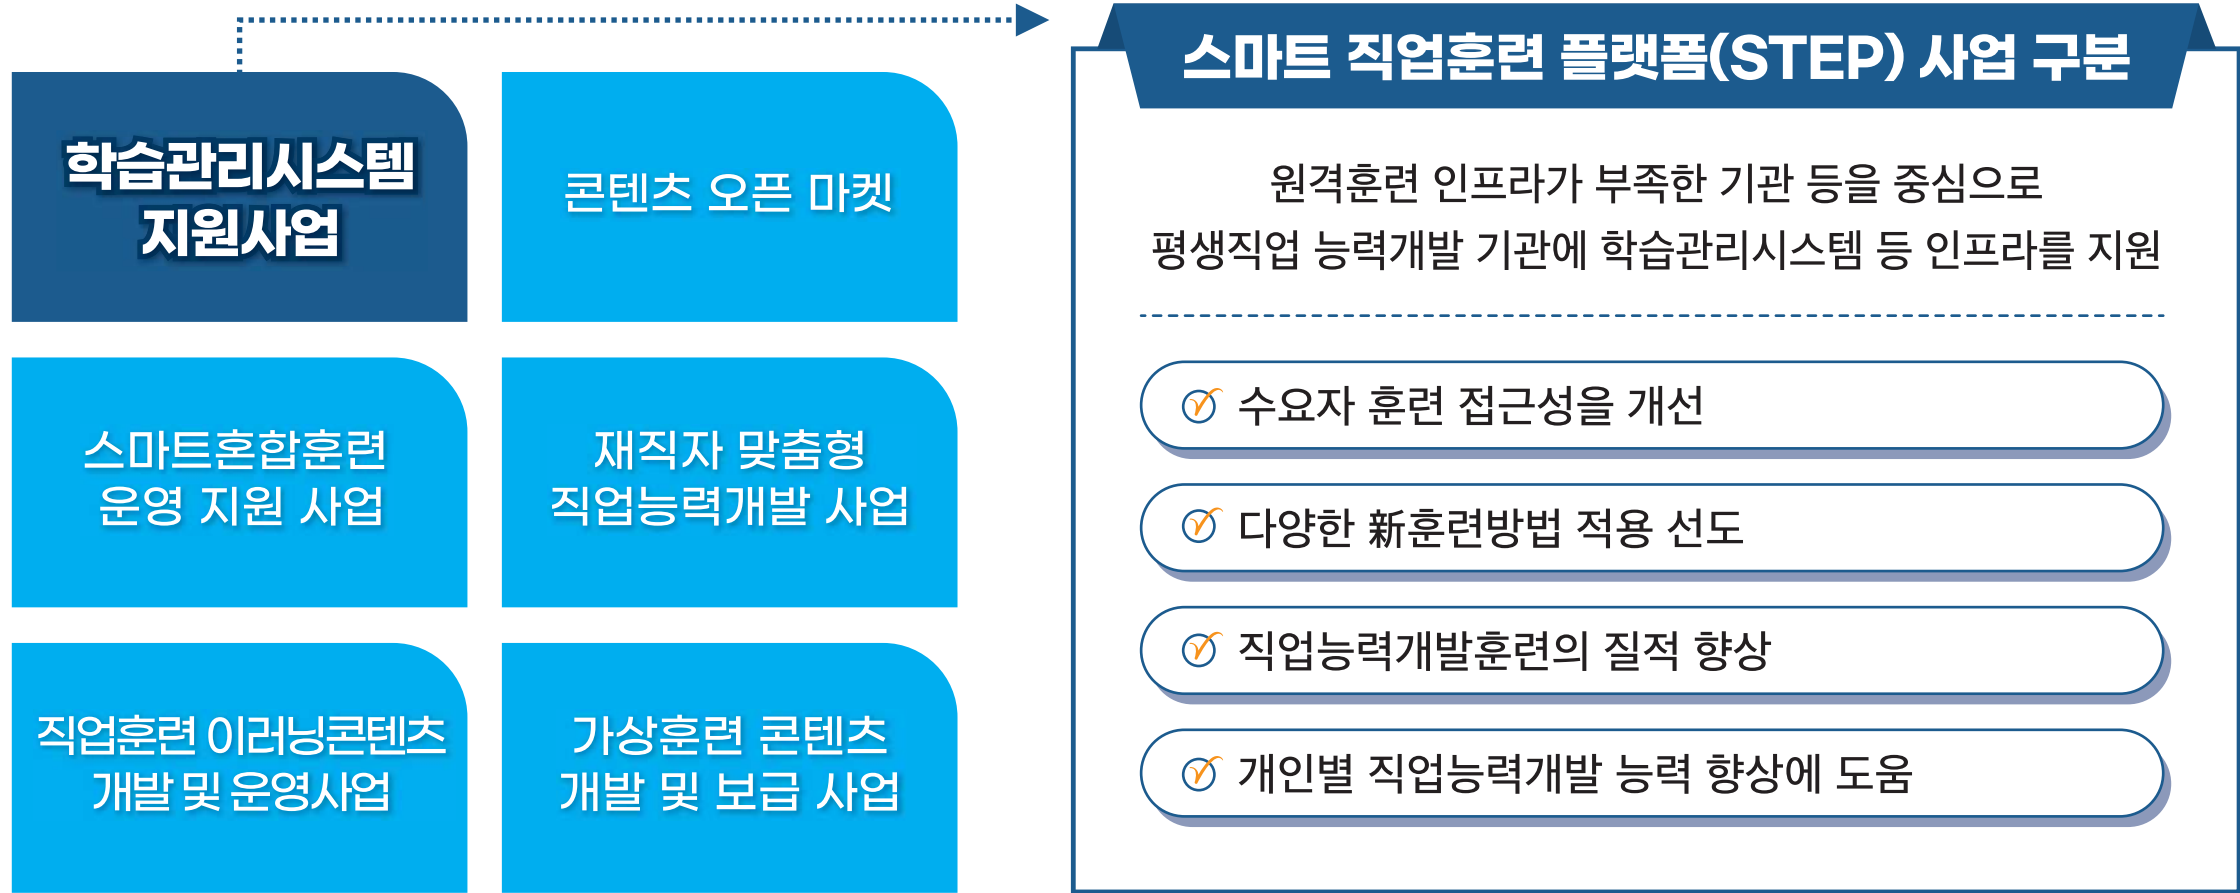 학습관리시스템
지원사업
콘텐츠 오픈 마켓
스마트혼합훈련
운영 지원 사업
재직자 맞춤형
직업능력개발 사업
직업훈련 이러닝콘텐츠
개발 및 운영사업
가상훈련 콘텐츠
개발 및 보급 사업
스마트 직업훈련 플랫폼(STEP) 사업 구분
원격훈련 인프라가 부족한 기관 등을 중심으로
평생직업 능력개발 기관에 학습관리시스템 등 인프라를 지원
수요자 훈련 접근성을 개선
다양한 新훈련방법 적용 선도
직업능력개발훈련의 질적 향상
개인별 직업능력개발 능력 향상에 도움